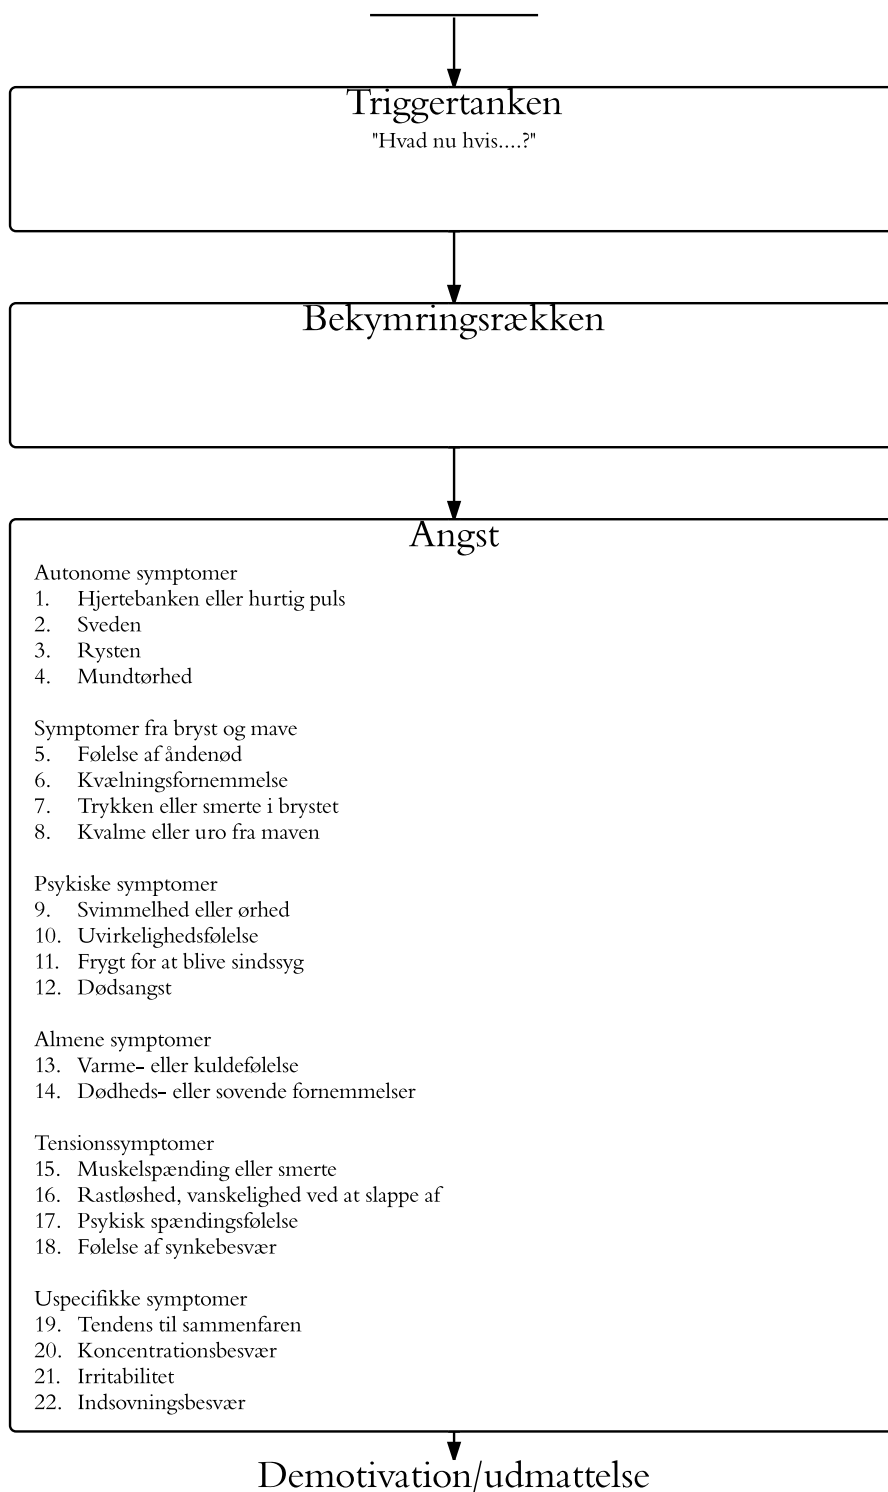 Triggertanken
"Hvad nu hvis....?"
Bekymringsrækken
Angst
Autonome symptomer
1. Hjertebanken eller hurtig puls
2. Sveden
3. Rysten
4. Mundtørhed
Symptomer fra bryst og mave
5. Følelse af åndenød
6. Kvælningsfornemmelse
7. Trykken eller smerte i brystet
8. Kvalme eller uro fra maven
Psykiske symptomer
9. Svimmelhed eller ørhed
10. Uvirkelighedsfølelse
11. Frygt for at blive sindssyg
12. Dødsangst
Almene symptomer
13. Varme- eller kuldefølelse
14. Dødheds- eller sovende fornemmelser
Tensionssymptomer
15. Muskelspænding eller smerte
16. Rastløshed, vanskelighed ved at slappe af
17. Psykisk spændingsfølelse
18. Følelse af synkebesvær
Uspecifikke symptomer
19. Tendens til sammenfaren
20. Koncentrationsbesvær
21. Irritabilitet
22. Indsovningsbesvær
Demotivation/udmattelse